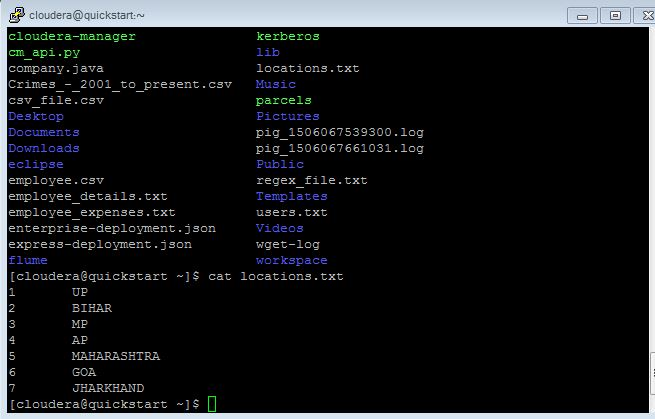 cloudera@quickstart:~
cloudera-manager kerberos
cm_api.py lib
company.java locations.txt
Crimes_-_2001_to_present.csv Music
csv_file.csv parcels
Desktop Pictures
Documents pig_1506067539300.log
Downloads pig_1506067661031.log
eclipse Public
employee.csv regex_file.txt
employee_details.txt Templates
employee_expenses.txt users.txt
enterprise-deployment.json Videos
express-deployment.json wget-log
flume workspace
[cloudera@quickstart ~]$ cat locations.txt
1 UP
2 BIHAR
3 MP
4 AP
5 MAHARASHTRA
6 GOA
7 JHARKHAND
[cloudera@quickstart ~]$